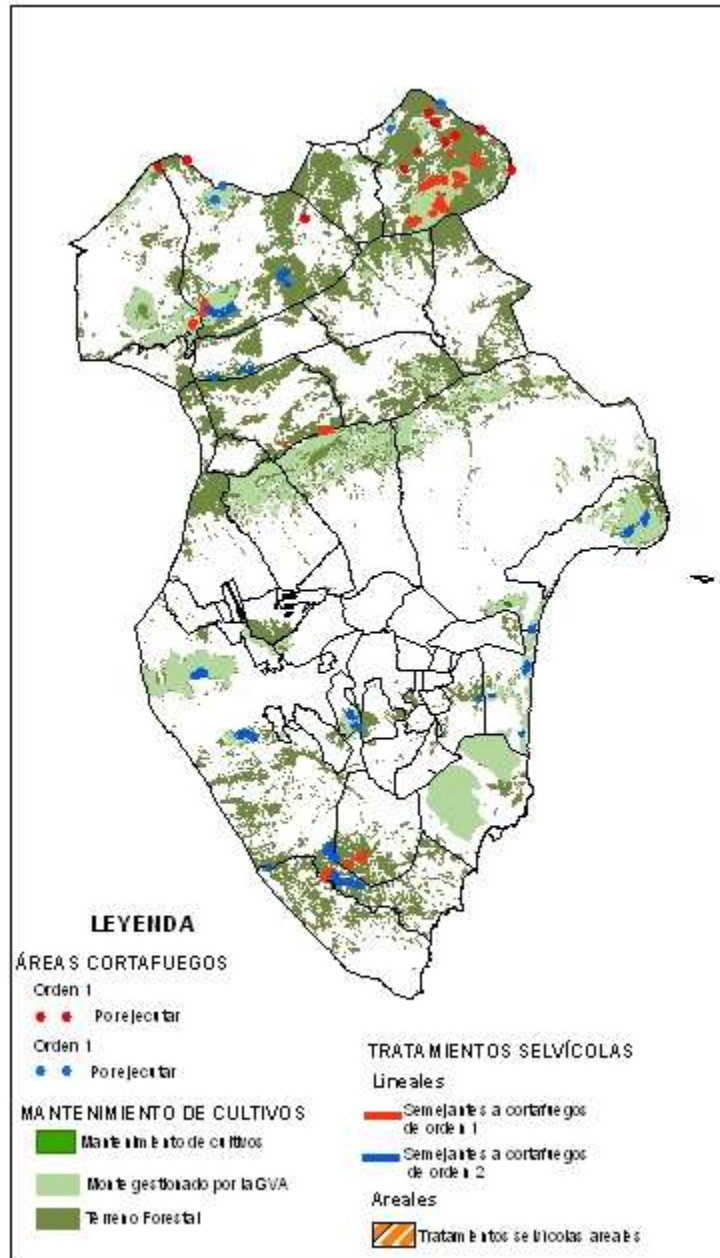 LEYENDA
ÁREAS CORTAFUEGOS
Orden 1
Por ejecutar
Orden 1
Por ejecutar
MANTENIMIENTO DE CULTIVOS
Mantenimiento de cultivos
Monte gestionado por la GVA
Terreno Forestal
TRATAMIENTOS SELVÍCOLAS
Lineales
Semejantes a cortafuegos
de orden 1
Semejantes a cortafuegos
de orden 2
Areales
Tratamientos selvícolas areales